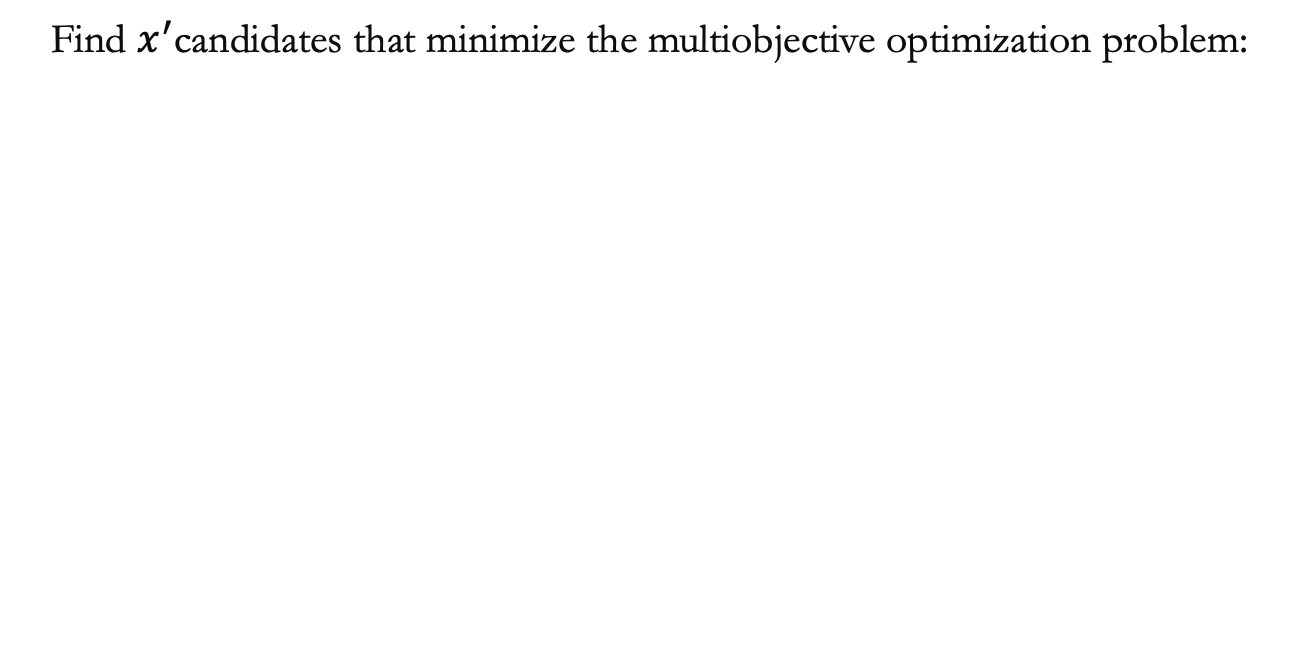 Find x′ candidates that minimize the multiobjective optimization problem: